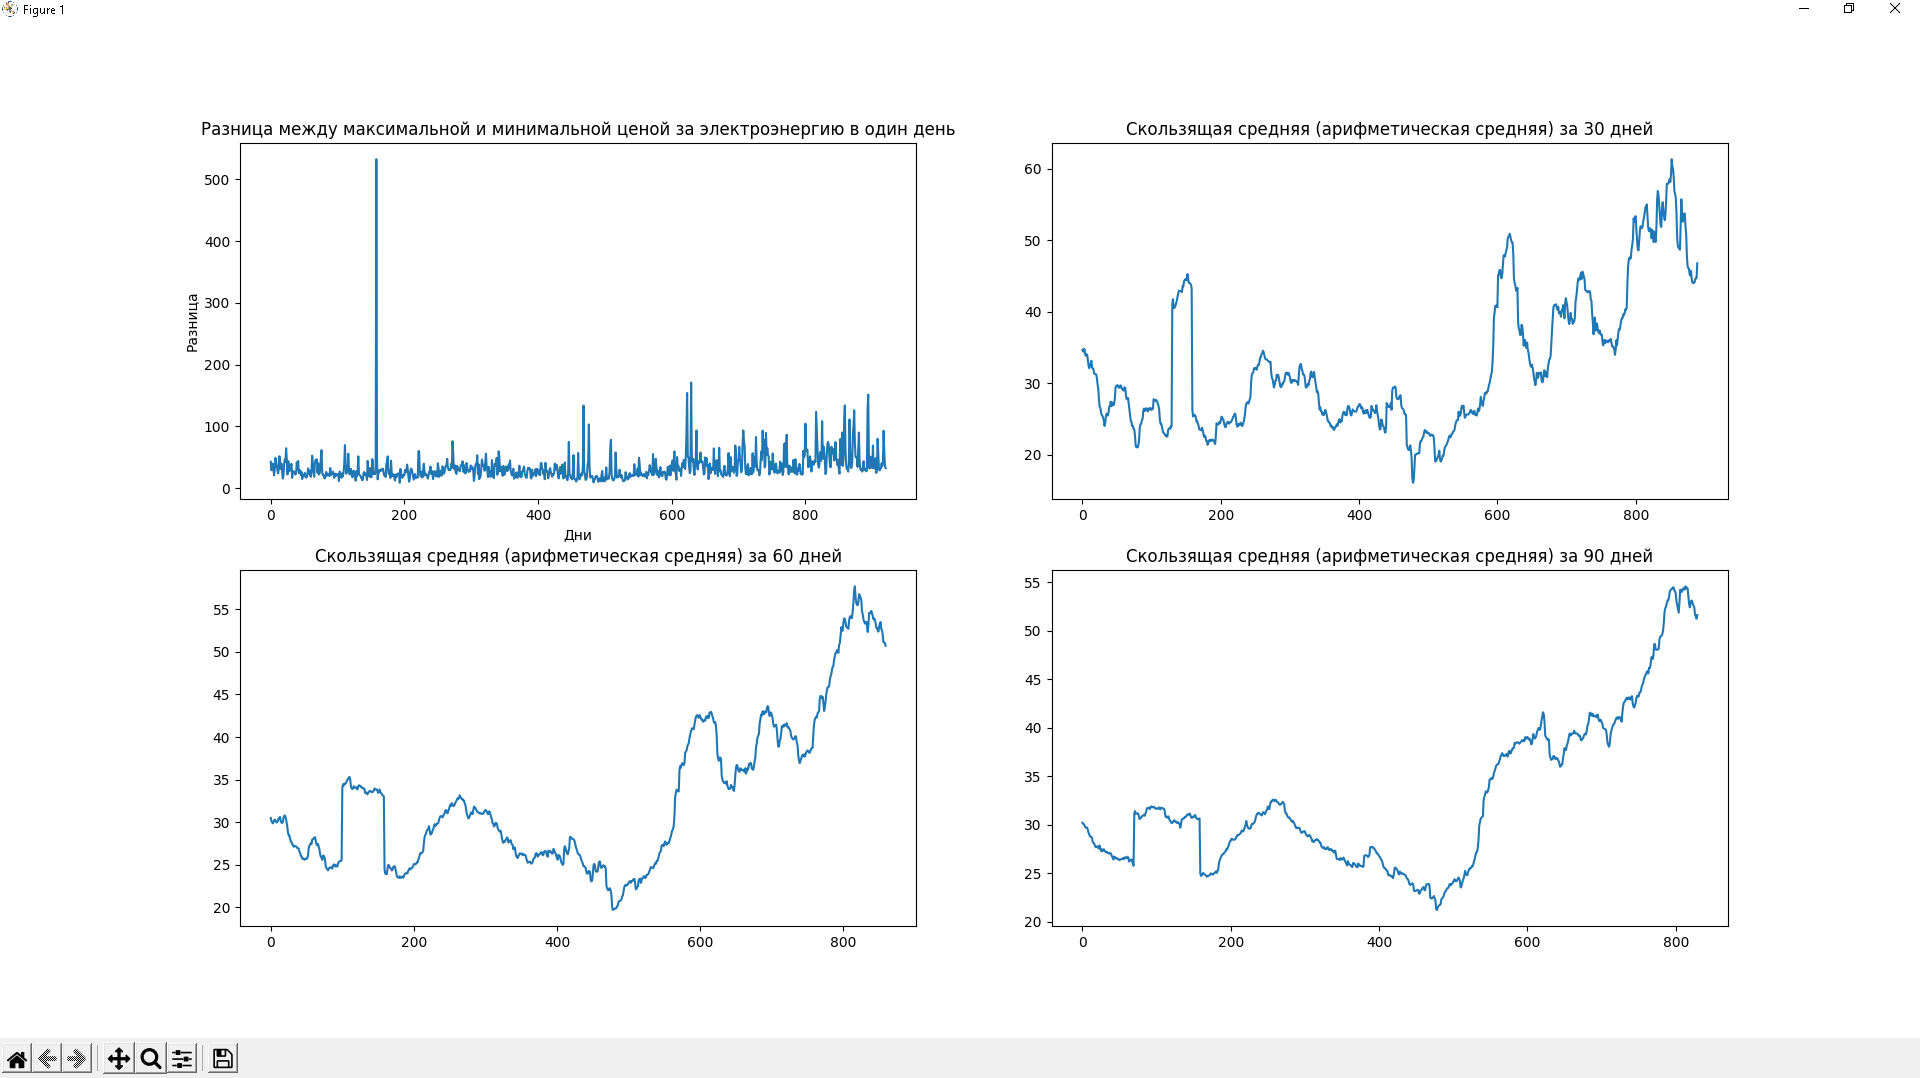 Figure 1
Разница между максимальной и минимальной ценой за электроэнергию в один день
500
400
300
200
100
0
Разница
0 200 400 600 800
Дни
Скользящая средняя (арифметическая средняя) за 30 дней
60
50
40
30
20
0 200 400 600 800
Скользящая средняя (арифметическая средняя) за 60 дней
55
50
45
40
35
30
25
20
0 200 400 600 800
Скользящая средняя (арифметическая средняя) за 90 дней
55
50
45
40
35
30
25
20
0 200 400 600 800